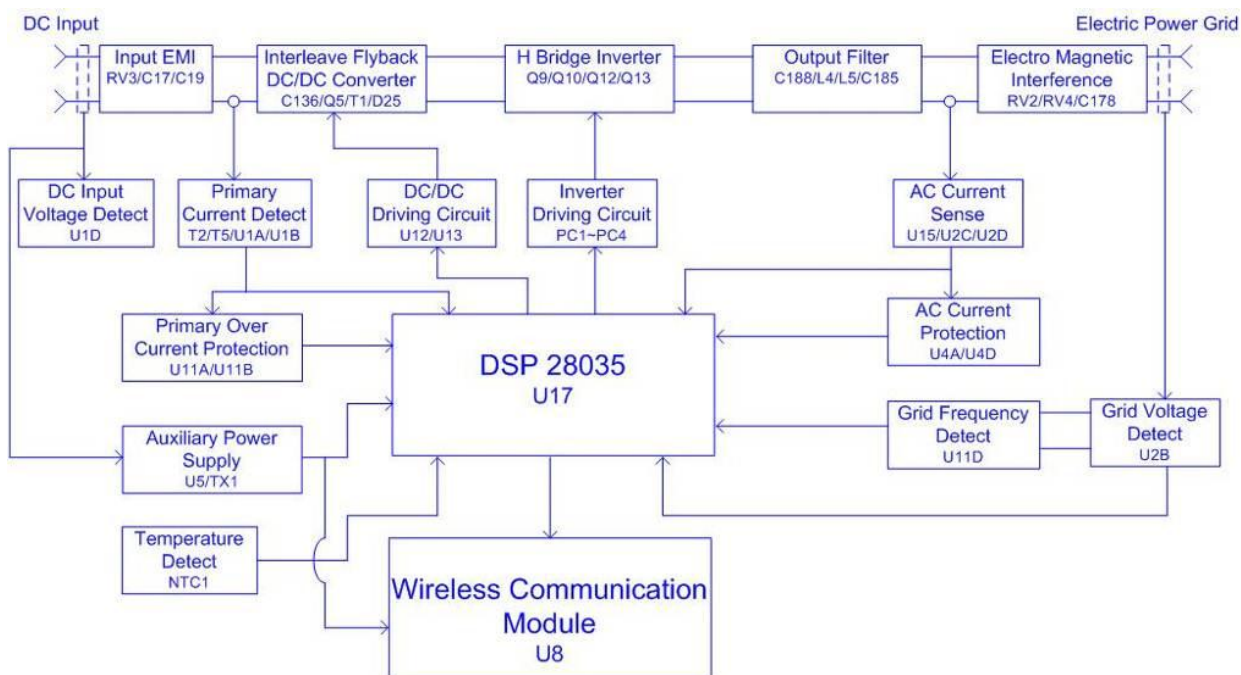 DC Input
Electric Power Grid
Input EMI
RV3/C17/C19
Interleave Flyback
DC/DC Converter
C136/Q5/T1/D25
H Bridge Inverter
Q9/Q10/Q12/Q13
Output Filter
C188/L4/L5/C185
Electro Magnetic
Interference
RV2/RV4/C178
DC Input
Voltage Detect
U1D
Primary
Current Detect
T2/T5/U1A/U1B
DC/DC
Driving Circuit
U12/U13
Inverter
Driving Circuit
PC1~PC4
AC Current
Sense
U15/U2C/U2D
Primary Over
Current Protection
U11A/U11B
DSP 28035
U17
AC Current
Protection
U4A/U4D
Grid Frequency
Detect
U11D
Grid Voltage
Detect
U2B
Auxiliary Power
Supply
U5/TX1
Temperature
Detect
NTC1
Wireless Communication
Module
U8